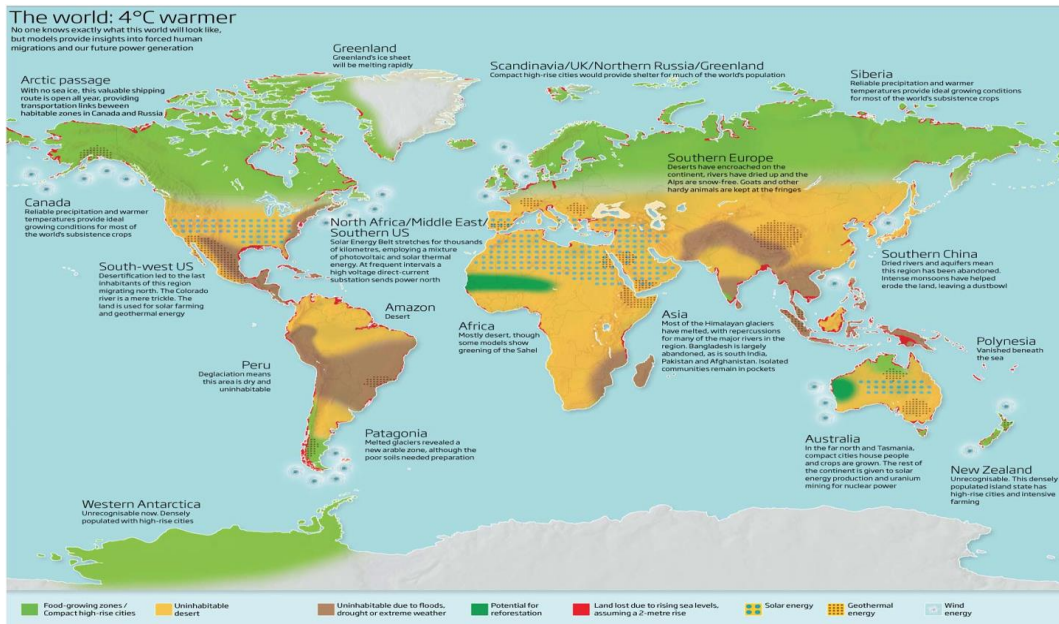 The world: 4°C warmer
No one knows exactly what this world will look like,
but models provide insights into forced human
migrations and our future power generation
Greenland
Greenland's ice sheet
will be melting rapidly
Scandinavia/UK/Northern Russia/Greenland
Compact high-rise cities would provide shelter for much of the world's population
Siberia
Reliable precipitation and warmer
temperatures provide ideal growing conditions
for most of the world's subsistence crops
Arctic passage
With no sea ice, this valuable shipping
route is open all year, providing
transportation links beween
habitable zones in Canada and Russia
Southern Europe
Deserts have encroached on the
continent, rivers have dried up and the
Alps are snow-free. Goats and other
hardy animals are kept at the fringes
Canada
Reliable precipitation and warmer
temperatures provide ideal
growing conditions for most of
the world's subsistence crops
North Africa/Middle East/
Southern US
Solar Energy Belt stretches for thousands
of kilometres, employing a mixture
of photovoltaic and solar thermal
energy. At frequent intervals a
high voltage direct-current
substation sends power north
South-west US
Desertification led to the last
inhabitants of this region
migrating north. The Colorado
river is a mere trickle. The
land is used for solar farming
and geothermal energy
Southern China
Dried rivers and aquifers mean
this region has been abandoned.
Intense monsoons have helped
erode the land, leaving a dustbowl
Amazon
Desert
Africa
Mostly desert, though
some models show
greening of the Sahel
Asia
Most of the Himalayan glaciers
have melted, with repercussions
for many of the major rivers in the
region. Bangladesh is largely
abandoned, as is south India,
Pakistan and Afghanistan. Isolated
communities remain in pockets
Polynesia
Vanished beneath
the sea
Peru
Deglaciation means
this area is dry and
uninhabitable
Patagonia
Melted glaciers revealed a
new arable zone, although the
poor soils needed preparation
Australia
In the far north and Tasmania,
compact cities house people
and crops are grown. The rest of
the continent is given to solar
energy production and uranium
mining for nuclear power
New Zealand
Unrecognisable. This densely
populated island state has
high-rise cities and intensive
farming
Western Antarctica
Unrecognisable now. Densely
populated with high-rise cities
Food-growing zones /
Compact high-rise cities
Uninhabitable
desert
Uninhabitable due to floods,
drought or extreme weather
Potential for
reforestation
Land lost due to rising sea levels,
assuming a 2-metre rise
Solar energy
Geothermal
energy
Wind
energy